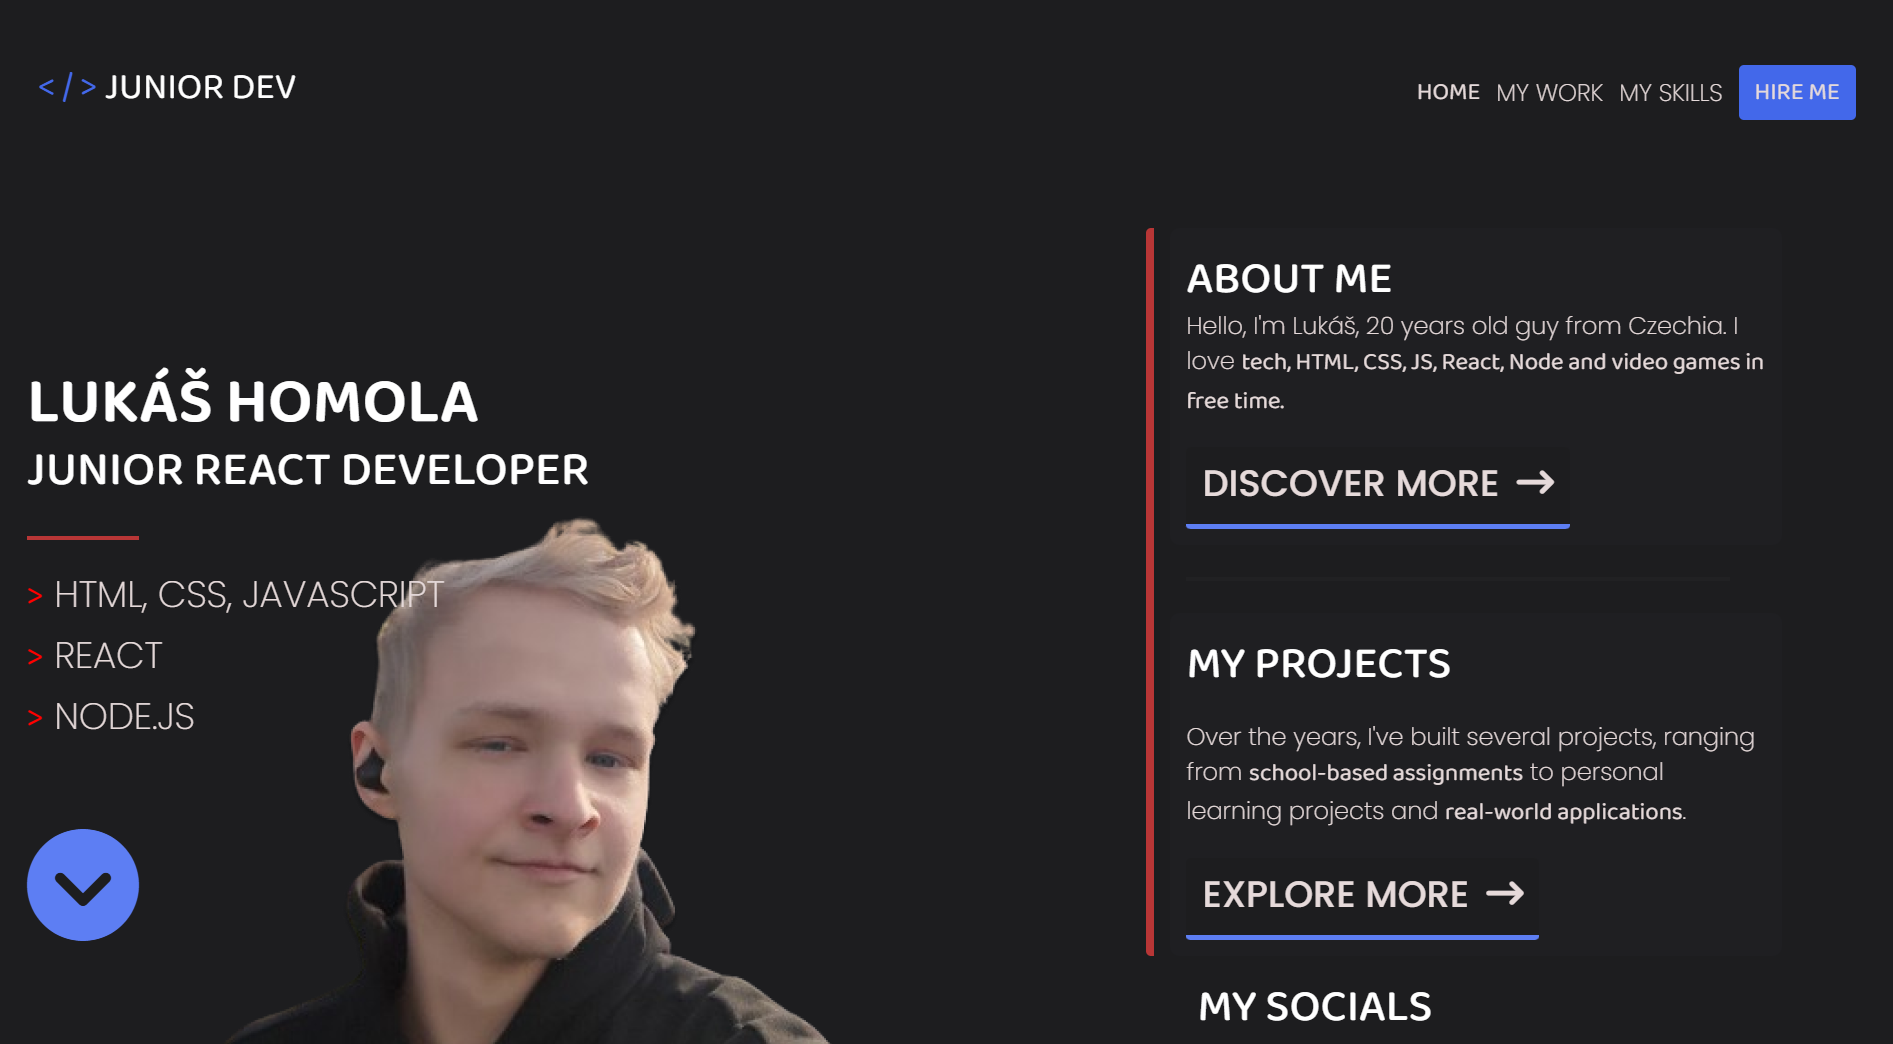 </> JUNIOR DEV
HOME MY WORK MY SKILLS HIRE ME
LUKÁŠ HOMOLA
JUNIOR REACT DEVELOPER
> HTML, CSS, JAVASCRIPT
> REACT
> NODE.JS
ABOUT ME
Hello, I'm Lukáš, 20 years old guy from Czechia. I
love tech, HTML, CSS, JS, React, Node and video games in
free time.
DISCOVER MORE →
MY PROJECTS
Over the years, I've built several projects, ranging
from school-based assignments to personal
learning projects and real-world applications.
EXPLORE MORE →
MY SOCIALS